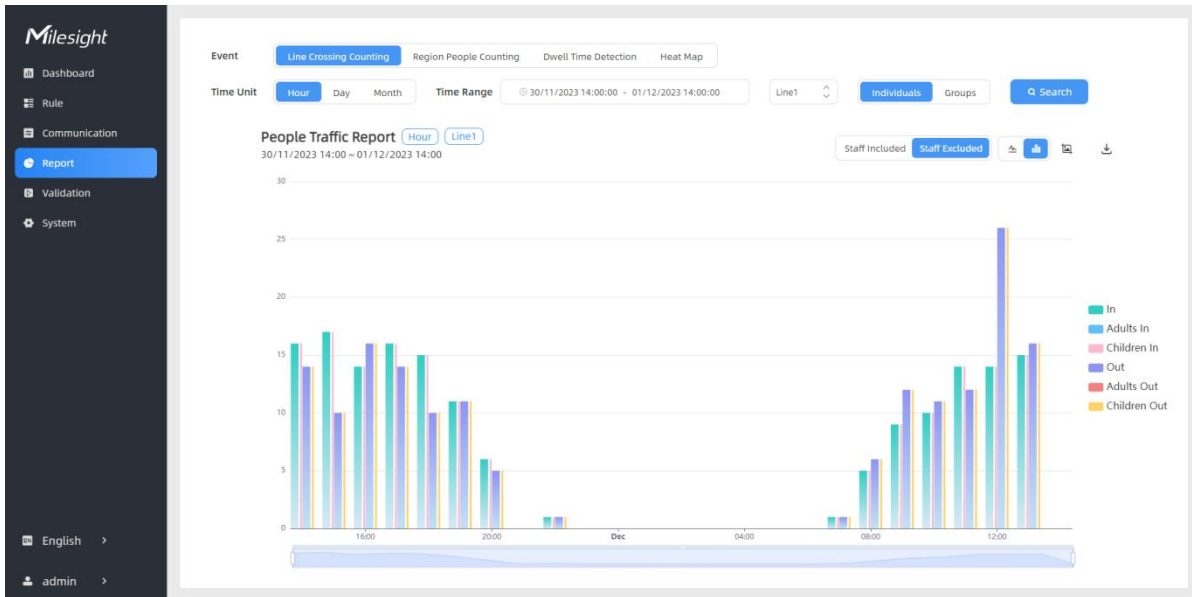 Milesight
Dashboard
Rule
Communication
Report
Validation
System
EN English >
admin >
Event Line Crossing Counting Region People Counting Dwell Time Detection Heat Map
Time Unit Hour Day Month Time Range 30/11/2023 14:00:00 - 01/12/2023 14:00:00 Line1 Individuals Groups Search
People Traffic Report Hour Line1
30/11/2023 14:00 ~ 01/12/2023 14:00
Staff Included Staff Excluded
30
25
20
15
10
5
0
16:00 20:00 Dec 04:00 08:00 12:00
In
Adults In
Children In
Out
Adults Out
Children Out